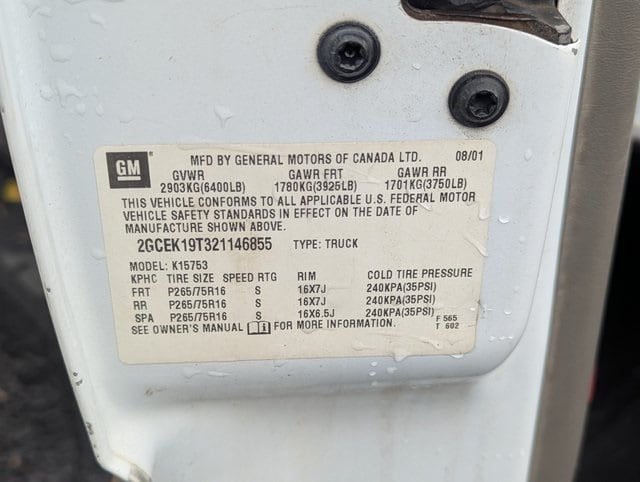 GM MFD BY GENERAL MOTORS OF CANADA LTD. 08/01
GVWR GAWR FRT GAWR RR
2903KG(6400LB) 1780KG(3925LB) 1701KG(3750LB)
THIS VEHICLE CONFORMS TO ALL APPLICABLE U.S. FEDERAL MOTOR
VEHICLE SAFETY STANDARDS IN EFFECT ON THE DATE OF
MANUFACTURE SHOWN ABOVE.
2GCEK19T321146855 TYPE: TRUCK
MODEL: K15753
KPHC TIRE SIZE SPEED RTG RIM COLD TIRE PRESSURE
FRT P265/75R16 S 16X7J 240KPA(35PSI)
RR P265/75R16 S 16X7J 240KPA(35PSI)
SPA P265/75R16 S 16X6.5J 240KPA(35PSI) F 565
SEE OWNER'S MANUAL FOR MORE INFORMATION. T 602